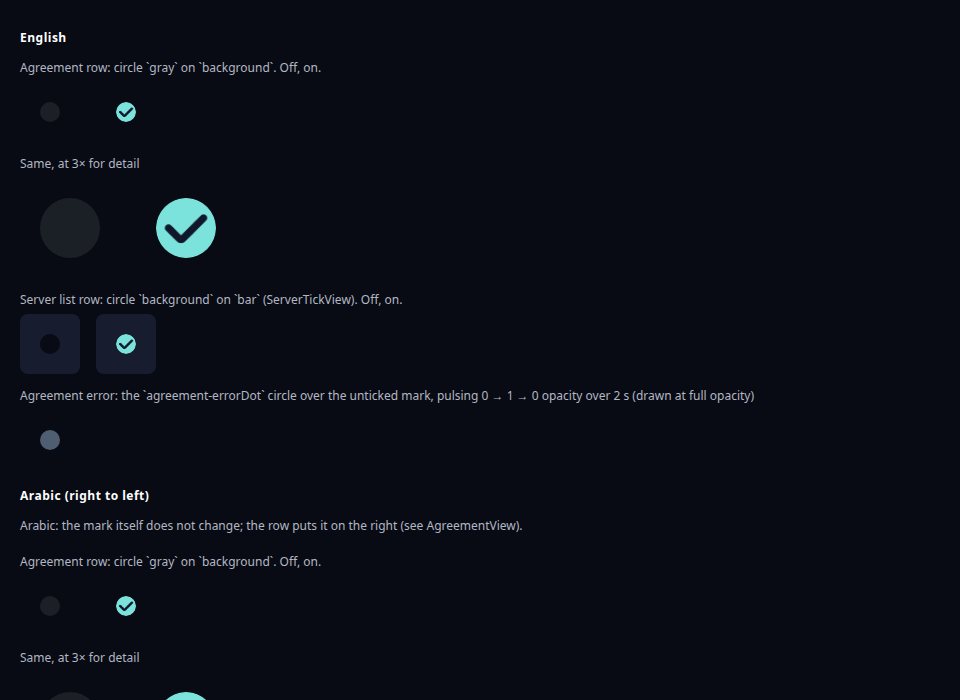 English
Agreement row: circle `gray` on `background`. Off, on.
Same, at 3× for detail
Server list row: circle `background` on `bar` (ServerTickView). Off, on.
Agreement error: the `agreement-errorDot` circle over the unticked mark, pulsing 0 → 1 → 0 opacity over 2 s (drawn at full opacity)
Arabic (right to left)
Arabic: the mark itself does not change; the row puts it on the right (see AgreementView).
Agreement row: circle `gray` on `background`. Off, on.
Same, at 3× for detail